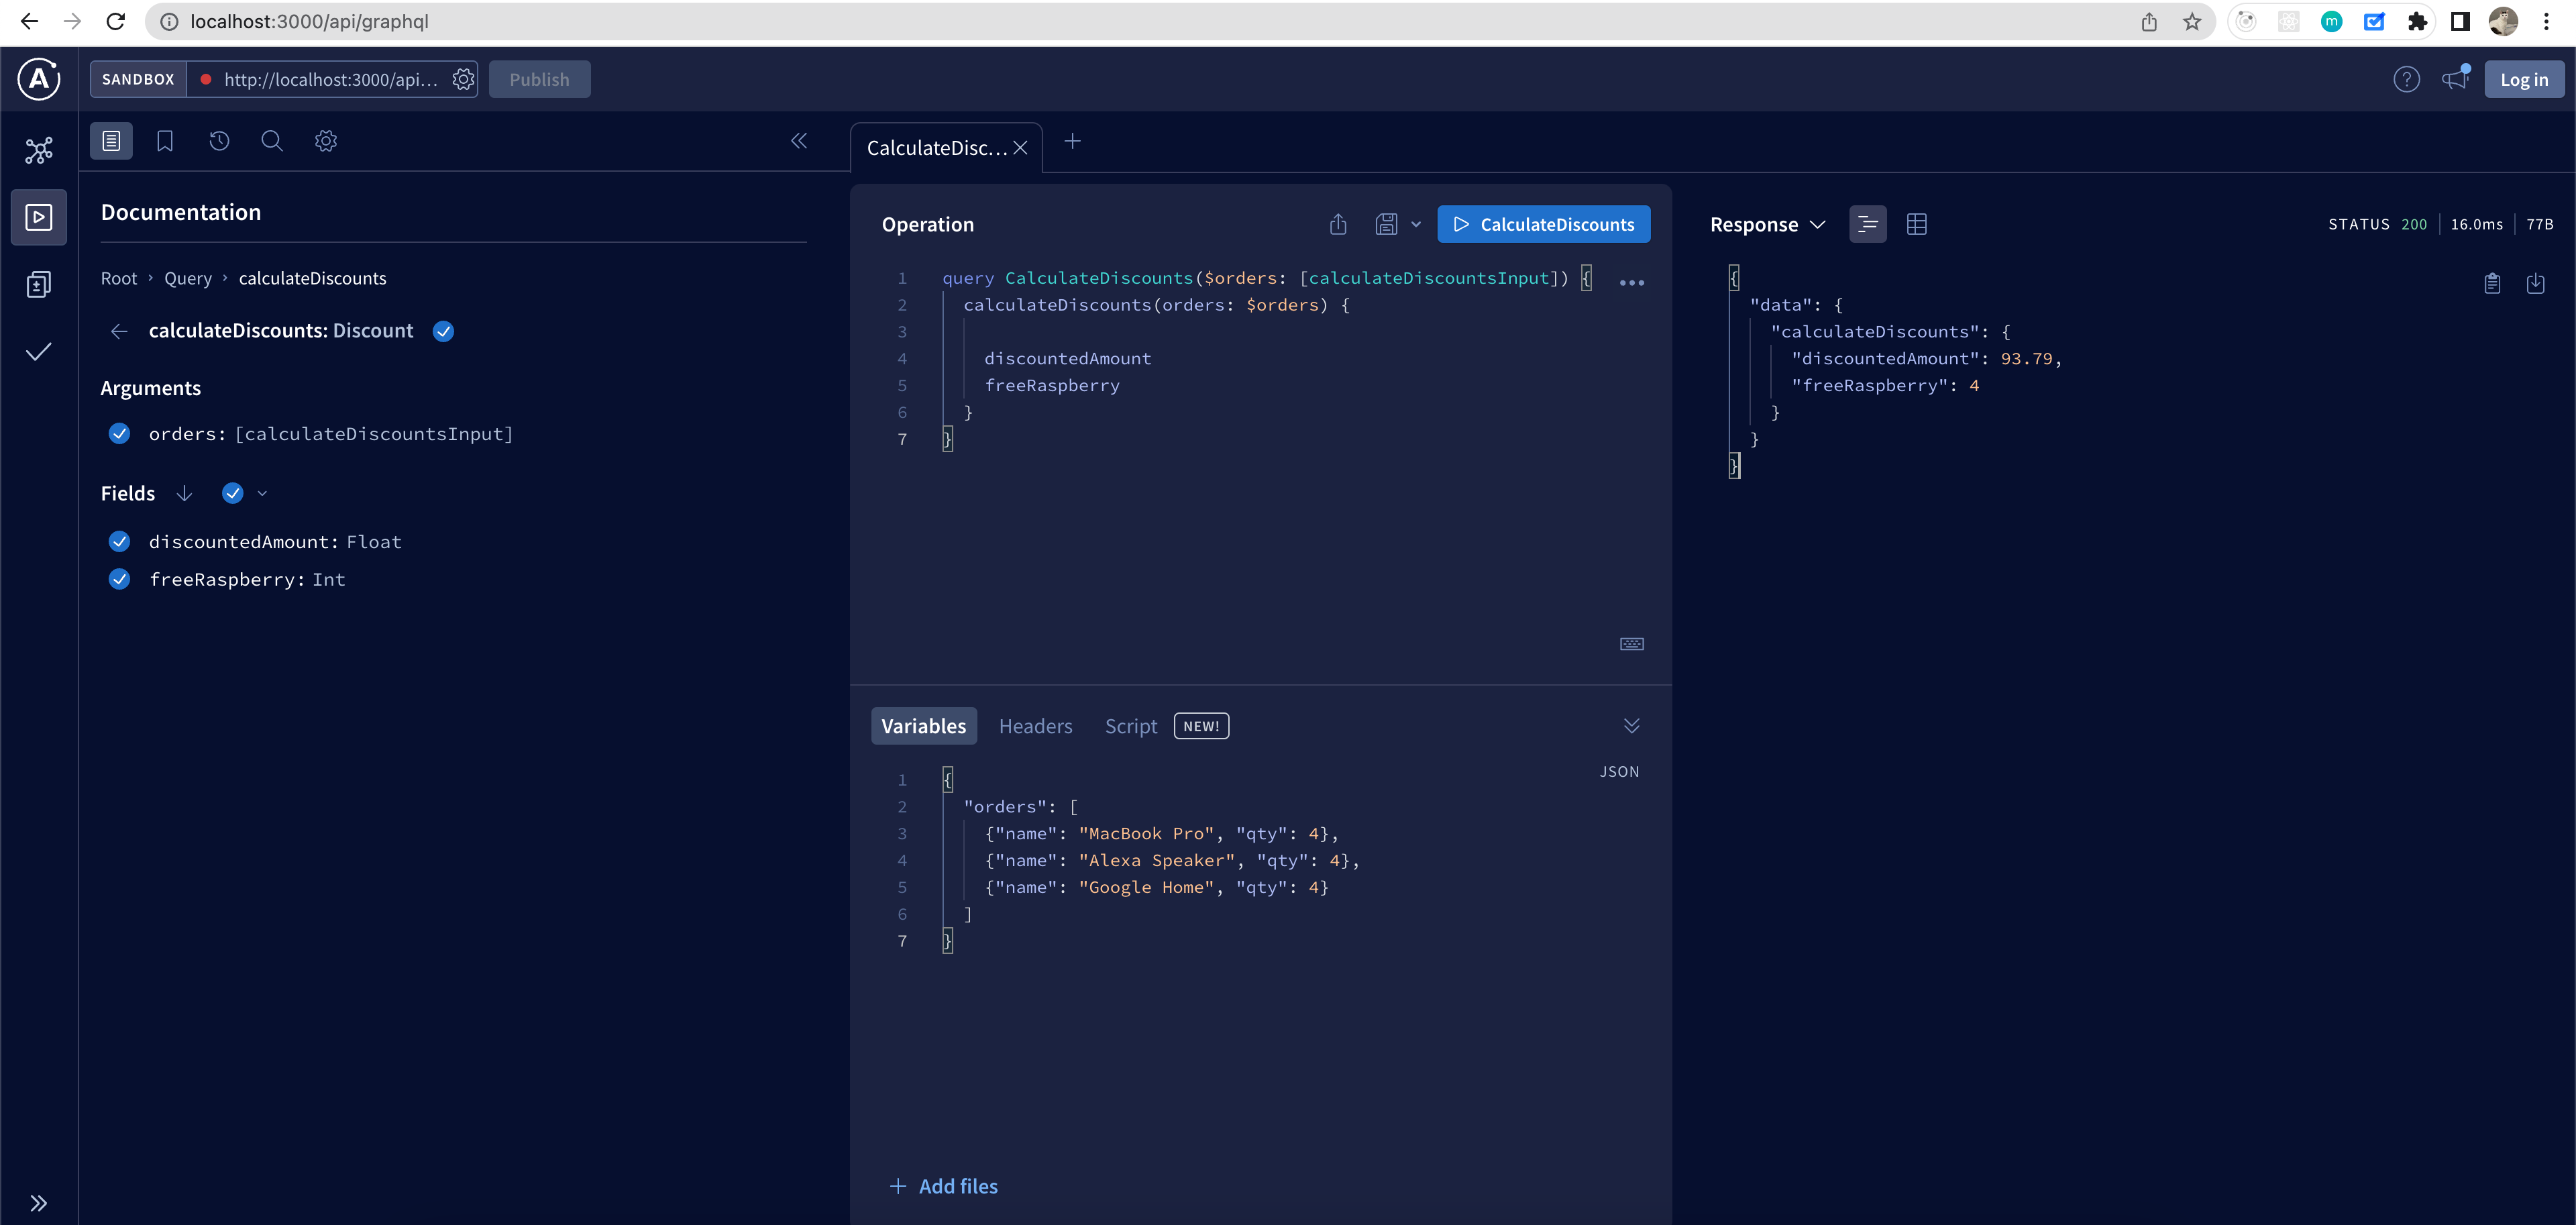 localhost:3000/api/graphql
m
A
SANDBOX
http://localhost:3000/api...
Publish
?
Log in
CalculateDisc...
Documentation
Root › Query › calculateDiscounts
calculateDiscounts: Discount
Arguments
orders: [calculateDiscountsInput]
Fields
discountedAmount: Float
freeRaspberry: Int
Operation
CalculateDiscounts
1 query CalculateDiscounts($orders: [calculateDiscountsInput]) {
2 calculateDiscounts(orders: $orders) {
3
4 discountedAmount
5 freeRaspberry
6 }
7 }
Variables Headers Script NEW!
JSON
1 {
2 "orders": [
3 {"name": "MacBook Pro", "qty": 4},
4 {"name": "Alexa Speaker", "qty": 4},
5 {"name": "Google Home", "qty": 4}
6 ]
7 }
+ Add files
Response
STATUS 200 16.0ms 77B
{
"data": {
"calculateDiscounts": {
"discountedAmount": 93.79,
"freeRaspberry": 4
}
}
}